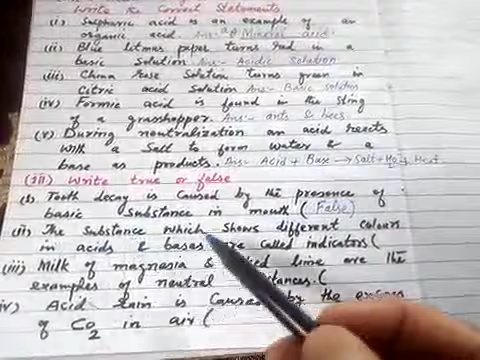 Write the Correct Statements
(i) Sulphuric acid is an example of an
organic acid. Ans- Mineral acid
(ii) Blue litmus paper turns red in a
basic solution Ans- Acidic Solution
(iii) China rose Solution turns green in
Citric acid Solution Ans- Basic solution
(iv) Formic acid is found in the sting
of a grasshopper. Ans- ants & bees
(v) During neutralization an acid reacts
with a Salt to form water & a
base as products. Ans- Acid + Base → Salt + H2O +
(iii) Write true or false
(i) Tooth decay is Caused by the presence of
basic Substance in mouth ( False)
(ii) The Substance which shows different colours
in acids & bases are called indicators (
(iii) Milk of magnesia & lime are the
examples of neutral (
iv) Acid rain is Caused by the excess
of CO2 in air (